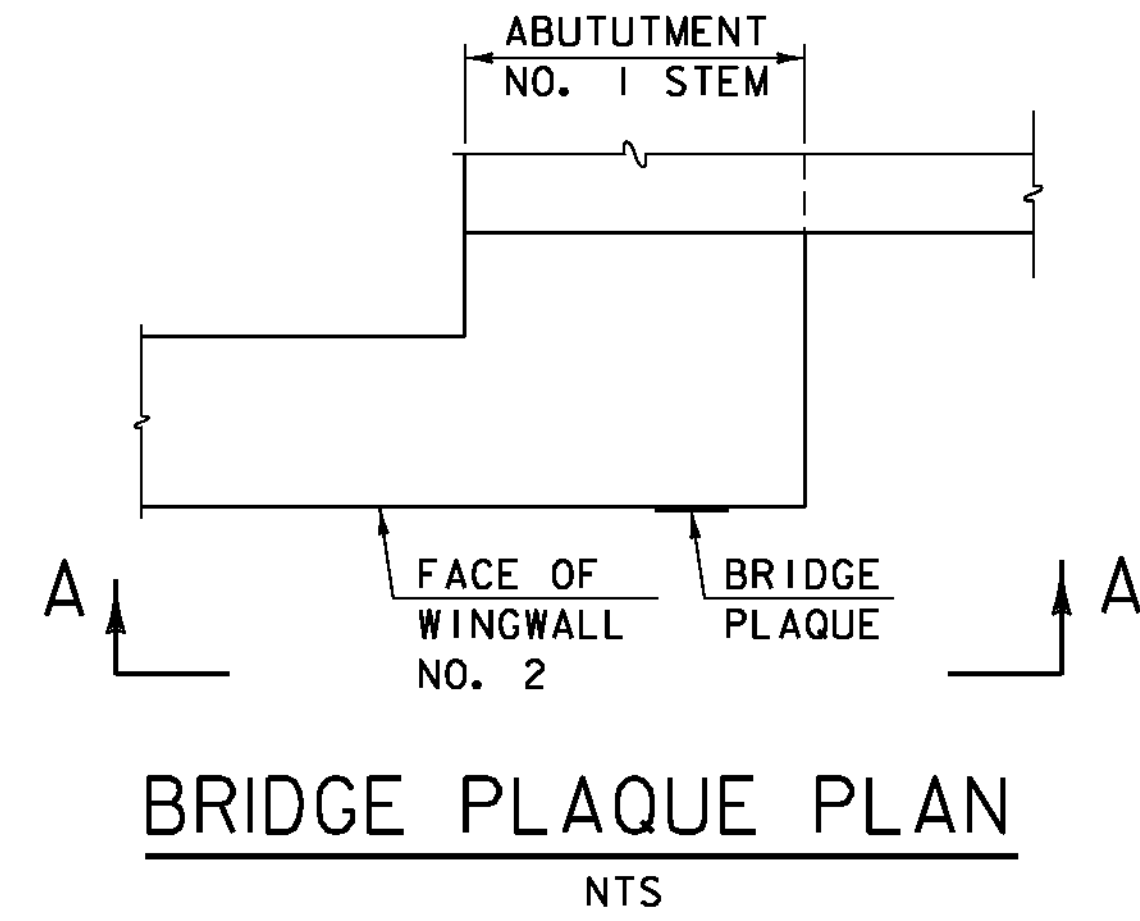 ABUTUTMENT
NO. 1 STEM
FACE OF
WINGWALL
NO. 2
BRIDGE
PLAQUE
A
A
BRIDGE PLAQUE PLAN
NTS